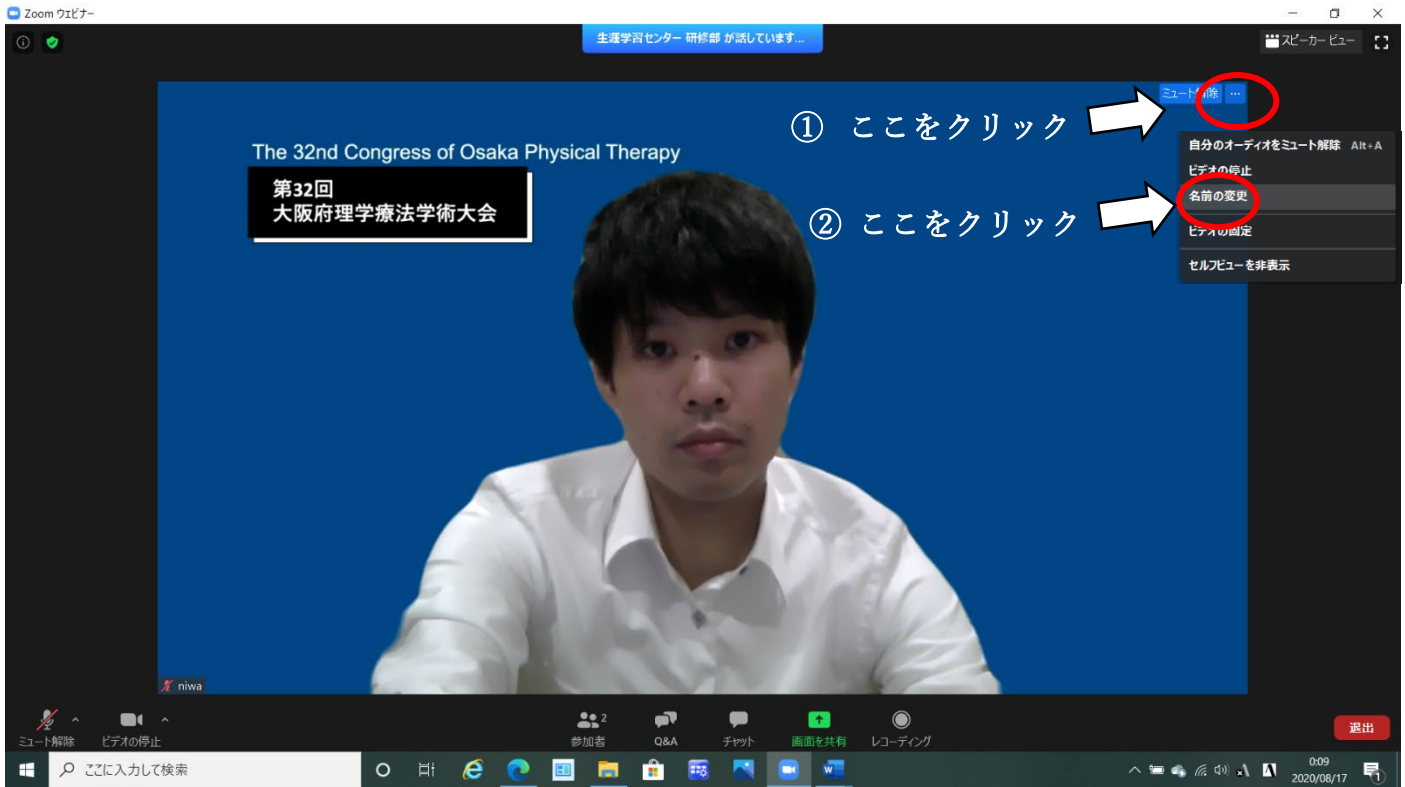 Zoom ウェビナー
生涯学習センター 研修部 が話しています...
スピーカー ビュー
ミュート解除 ...
① ここをクリック
自分のオーディオをミュート解除 Alt+A
ビデオの停止
The 32nd Congress of Osaka Physical Therapy
第32回
大阪府理学療法学術大会
名前の変更
② ここをクリック
ビデオの固定
セルフビューを非表示
niwa
ミュート解除
ビデオの停止
2
参加者
Q&A
チャット
画面を共有
レコーディング
退出
ここに入力して検索
0:09
2020/08/17
1